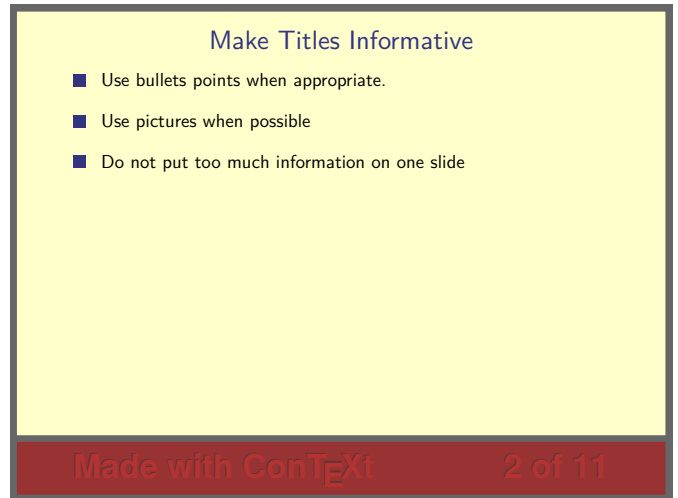 Make Titles Informative
Use bullets points when appropriate.
Use pictures when possible
Do not put too much information on one slide
Made with ConTEXt 2 of 11